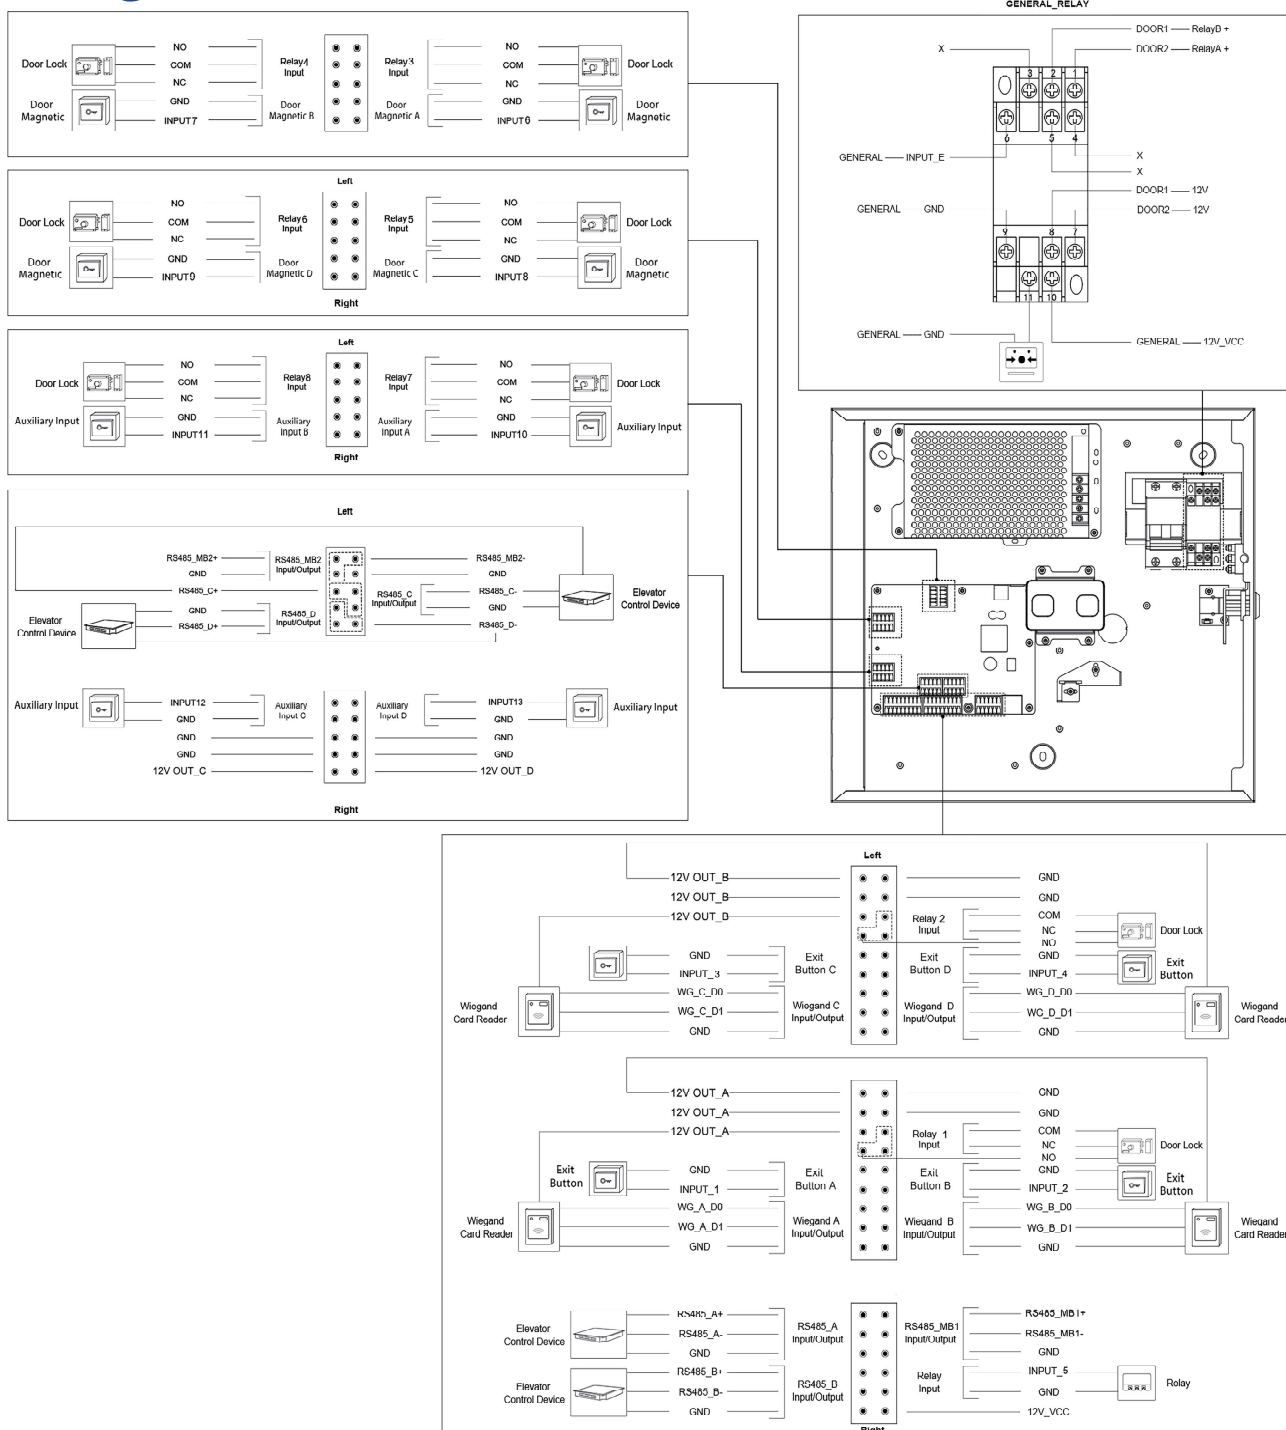 GENERAL_RELAY
DOOR1 RelayB +
X DOOR2 RelayA +
3 2 1
6 5 4
GENERAL INPUT_E X
X
DOOR1 12V
GENERAL GND DOOR2 12V
9 8 7
11 10
GENERAL GND
GENERAL 12V_VCC
NO NO
Door Lock COM Relay4 Input Relay3 Input COM Door Lock
NC NC
Door Magnetic GND Door Magnetic B Door Magnetic A GND Door Magnetic
INPUT7 INPUT6
Left
NO NO
Door Lock COM Relay6 Input Relay5 Input COM Door Lock
NC NC
Door Magnetic GND Door Magnetic D Door Magnetic C GND Door Magnetic
INPUT9 INPUT8
Right
Left
NO NO
Door Lock COM Relay8 Input Relay7 Input COM Door Lock
NC NC
Auxiliary Input GND Auxiliary Input B Auxiliary Input A GND Auxiliary Input
INPUT11 INPUT10
Right
Left
RS485_MB2+ RS485_MB2 Input/Output RS485_MB2-
GND GND
RS485_C+ RS485_C Input/Output RS485_C-
Elevator Control Device GND RS485_D Input/Output GND Elevator Control Device
RS485_D+ RS485_D-
Auxiliary Input INPUT12 Auxiliary Input C Auxiliary Input D INPUT13 Auxiliary Input
GND GND
GND GND
GND GND
12V OUT_C 12V OUT_D
Right
Left
12V OUT_B GND
12V OUT_B GND
12V OUT_B Relay 2 Input COM
NC Door Lock
NO
GND Exit Button C Exit Button D GND Exit Button
INPUT_3 INPUT_4
WG_C_D0 WG_D_D0
Wiegand Card Reader WG_C_D1 Wiegand C Input/Output Wiegand D Input/Output WG_D_D1 Wiegand Card Reader
GND GND
12V OUT_A GND
12V OUT_A GND
12V OUT_A Relay 1 Input COM
NC Door Lock
NO
Exit Button GND Exit Button A Exit Button B GND Exit Button
INPUT_1 INPUT_2
WG_A_D0 WG_B_D0
Wiegand Card Reader WG_A_D1 Wiegand A Input/Output Wiegand B Input/Output WG_B_D1 Wiegand Card Reader
GND GND
RS485_A+ RS485_MB1+
Elevator Control Device RS485_A- RS485_A Input/Output RS485_MB1 Input/Output RS485_MB1-
GND GND
RS485_B+ INPUT_5
Elevator Control Device RS485_B- RS485_B Input/Output Relay Input GND Relay
GND 12V_VCC
Right